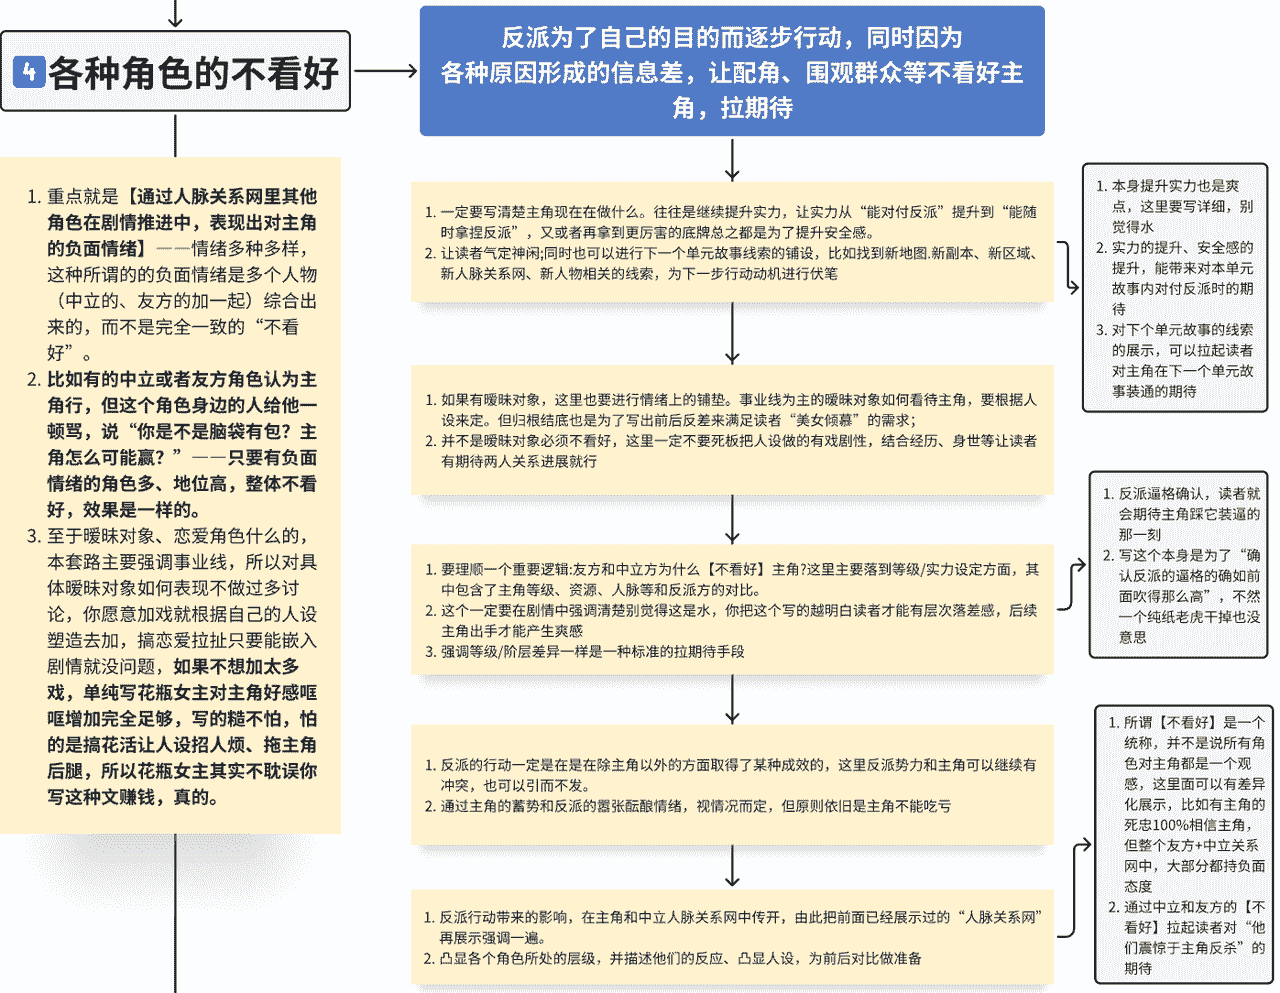 4 各种角色的不看好
反派为了自己的目的而逐步行动，同时因为
各种原因形成的信息差，让配角、围观群众等不看好主
角，拉期待
1. 重点就是【通过人脉关系网里其他
角色在剧情推进中，表现出对主角
的负面情绪】——情绪多种多样，
这种所谓的的负面情绪是多个人物
（中立的、友方的加一起）综合出
来的，而不是完全一致的“不看
好”。
2. 比如有的中立或者友方角色认为主
角行，但这个角色身边的人给他一
顿骂，说“你是不是脑袋有包？主
角怎么可能赢？”——只要有负面
情绪的角色多、地位高，整体不看
好，效果是一样的。
3. 至于暧昧对象、恋爱角色什么的，
本套路主要强调事业线，所以对具
体暧昧对象如何表现不做过多讨
论，你愿意加戏就根据自己的人设
塑造去加，搞恋爱拉扯只要能嵌入
剧情就没问题，如果不想加太多
戏，单纯写花瓶女主对主角好感哐
哐增加完全足够，写的糙不怕，怕
的是搞花活让人设招人烦、拖主角
后腿，所以花瓶女主其实不耽误你
写这种文赚钱，真的。
1. 一定要写清楚主角现在在做什么。往往是继续提升实力，让实力从“能对付反派”提升到“能随
时拿捏反派”，又或者再拿到更厉害的底牌总之都是为了提升安全感。
2. 让读者气定神闲;同时也可以进行下一个单元故事线索的铺设，比如找到新地图.新副本、新区域、
新人脉关系网、新人物相关的线索，为下一步行动动机进行伏笔
1. 本身提升实力也是爽
点，这里要写详细，别
觉得水
2. 实力的提升、安全感的
提升，能带来对本单元
故事内对付反派时的期
待
3. 对下个单元故事的线索
的展示，可以拉起读者
对主角在下一个单元故
事装逼的期待
1. 如果有暧昧对象，这里也要进行情绪上的铺垫。事业线为主的暧昧对象如何看待主角，要根据人
设来定。但归根结底也是为了写出前后反差来满足读者“美女倾慕”的需求；
2. 并不是暧昧对象必须不看好，这里一定不要死板把人设做的有戏剧性，结合经历、身世等让读者
有期待两人关系进展就行
1. 要理顺一个重要逻辑:友方和中立方为什么【不看好】主角?这里主要落到等级/实力设定方面，其
中包含了主角等级、资源、人脉等和反派方的对比。
2. 这个一定要在剧情中强调清楚别觉得这是水，你把这个写的越明白读者才能有层次落差感，后续
主角出手才能产生爽感
3. 强调等级/阶层差异一样是一种标准的拉期待手段
1. 反派逼格确认，读者就
会期待主角踩它装逼的
那一刻
2. 写这个本身是为了“确
认反派的逼格的确如前
面吹得那么高”，不然
一个纯纸老虎干掉也没
意思
1. 反派的行动一定是在是在除主角以外的方面取得了某种成效的，这里反派势力和主角可以继续有
冲突，也可以引而不发。
2. 通过主角的蓄势和反派的嚣张酝酿情绪，视情况而定，但原则依旧是主角不能吃亏
1. 反派行动带来的影响，在主角和中立人脉关系网中传开，由此把前面已经展示过的“人脉关系网”
再展示强调一遍。
2. 凸显各个角色所处的层级，并描述他们的反应、凸显人设，为前后对比做准备
1. 所谓【不看好】是一个
统称，并不是说所有角
色对主角都是一个观
感，这里面可以有差异
化展示，比如有主角的
死忠100%相信主角，
但整个友方+中立关系
网中，大部分都持负面
态度
2. 通过中立和友方的【不
看好】拉起读者对“他
们震惊于主角反杀”的
期待